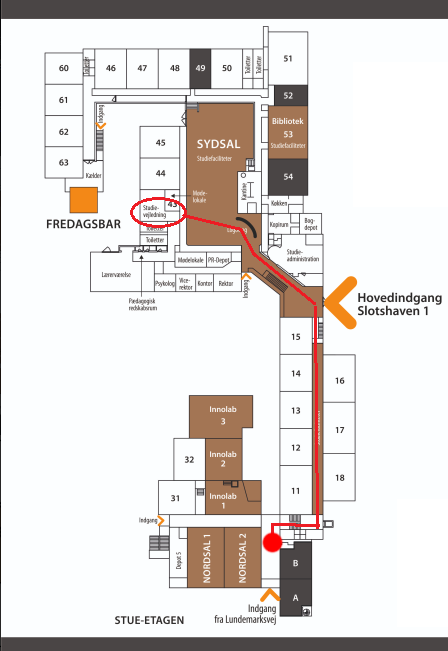 60
Toiletter
46
47
48
49
50
Toiletter
Toiletter
51
61
Indgang
52
62
45
SYDSAL
Studiefaciliteter
Bibliotek
53
Studiefaciliteter
63
Kælder
44
Kantine
54
Møde-
lokale
43
Køkken
FREDAGSBAR
Studie-
vejledning
Kopirum
Bog-
depot
Toiletter
Toiletter
Studie-
administration
Lærerværelse
Mødelokale
PR-Depot
Psykolog
Vice-
rektor
Kontor
Rektor
Indgang
Pædagogisk
redskabsrum
Hovedindgang
Slotshaven 1
15
14
16
13
Innolab
3
17
12
32
Innolab
2
18
11
31
Innolab
1
Indgang
Depot S
NORDSAL 1
NORDSAL 2
B
A
Indgang
fra Lundemarksvej
STUE-ETAGEN